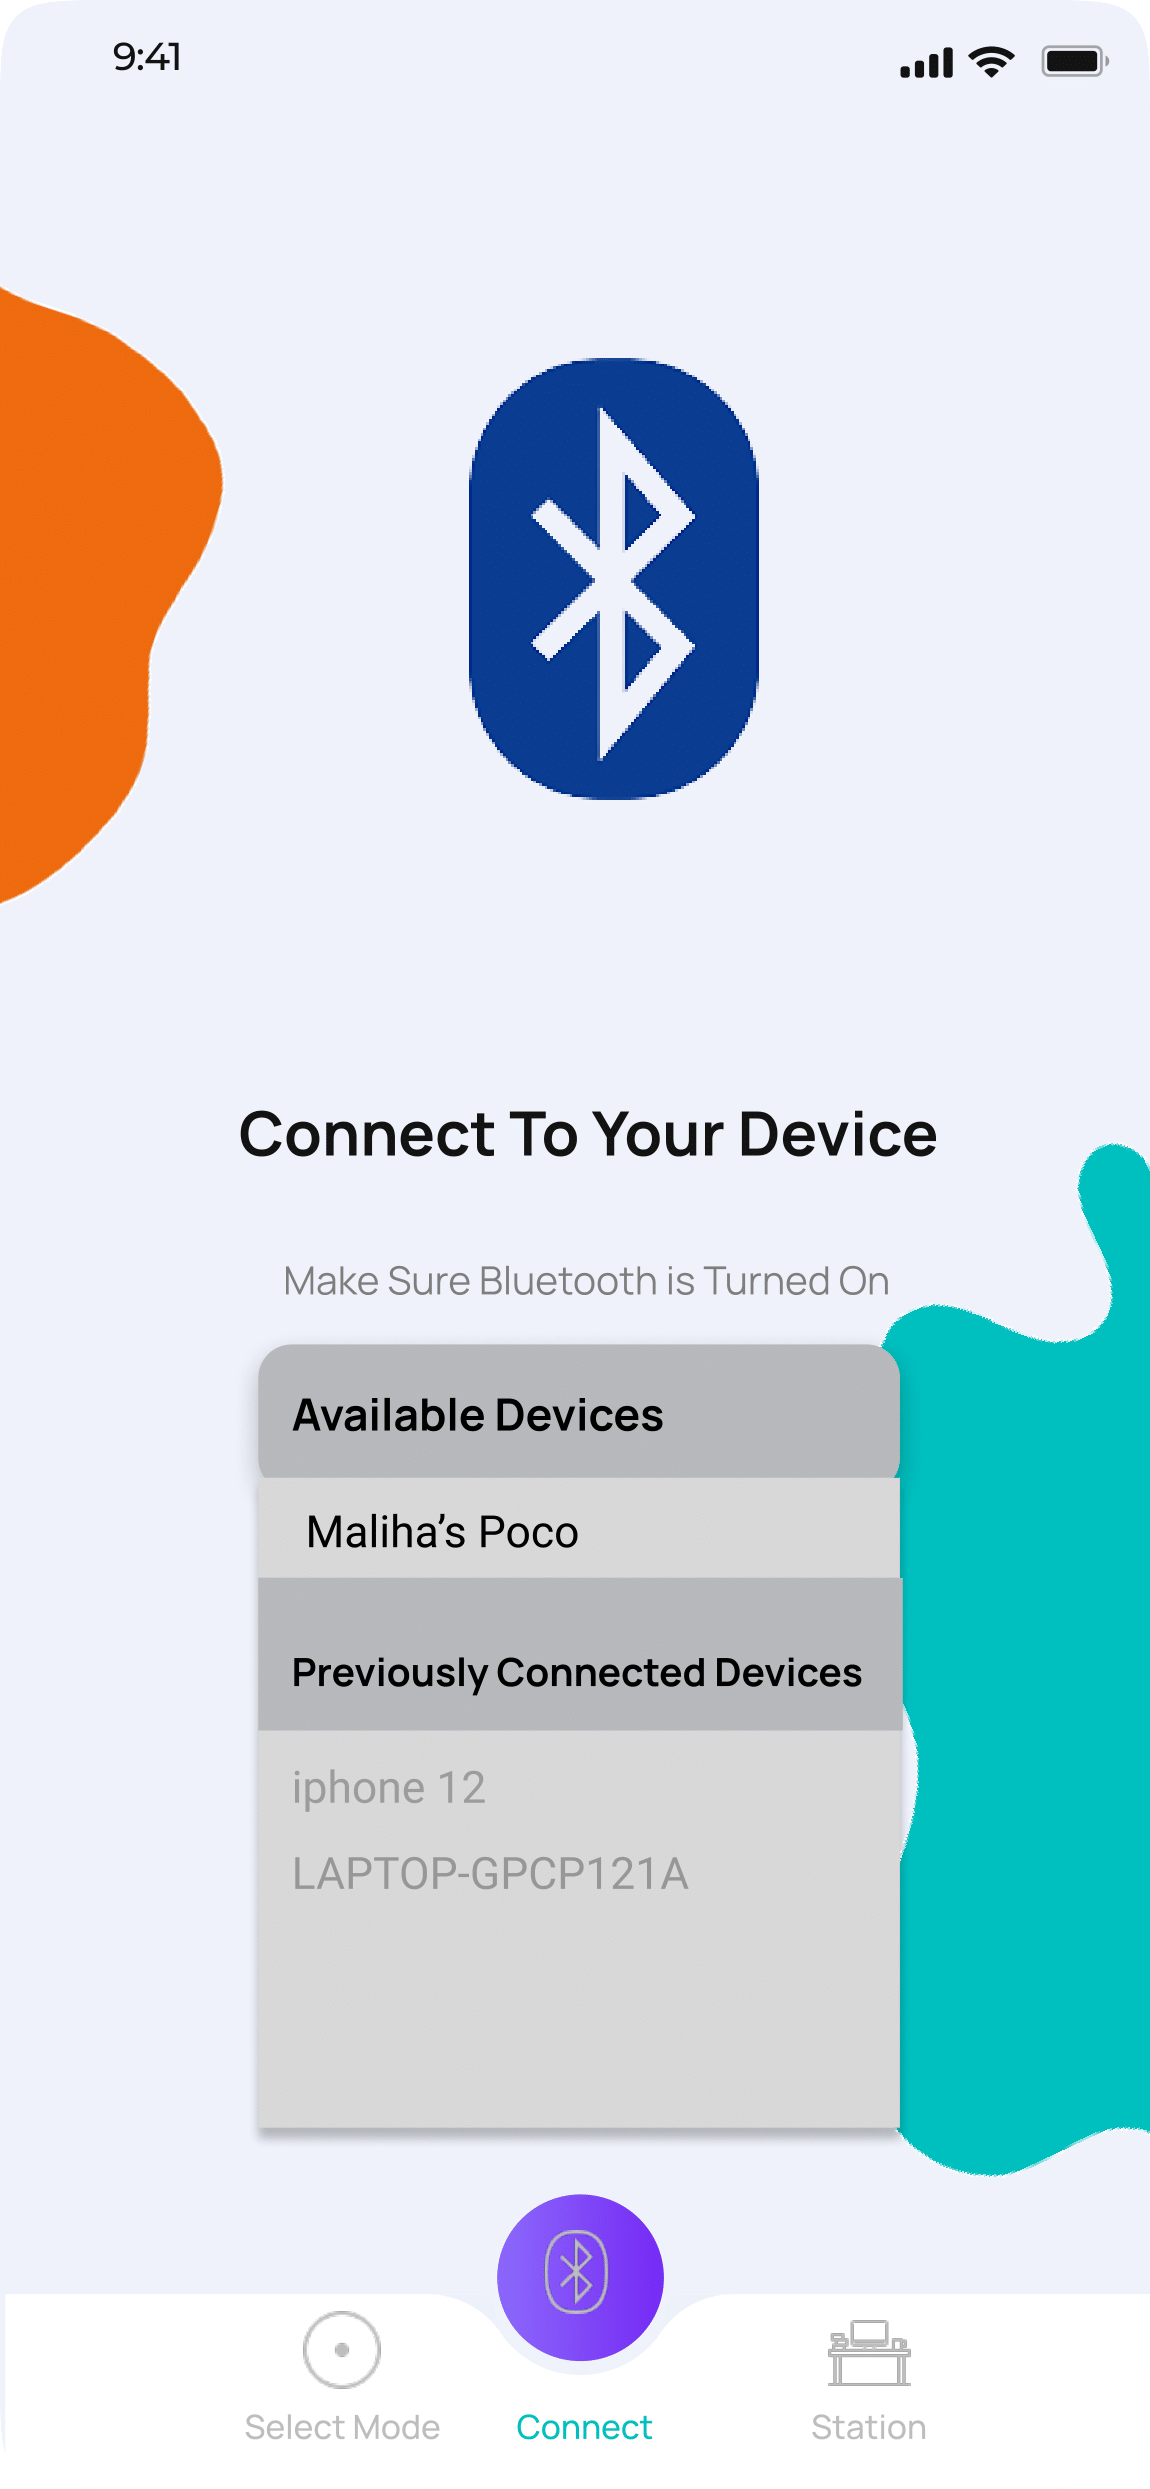 9:41
Connect To Your Device
Make Sure Bluetooth is Turned On
Available Devices
Maliha’s Poco
Previously Connected Devices
iphone 12
LAPTOP-GPCP121A
Select Mode
Connect
Station